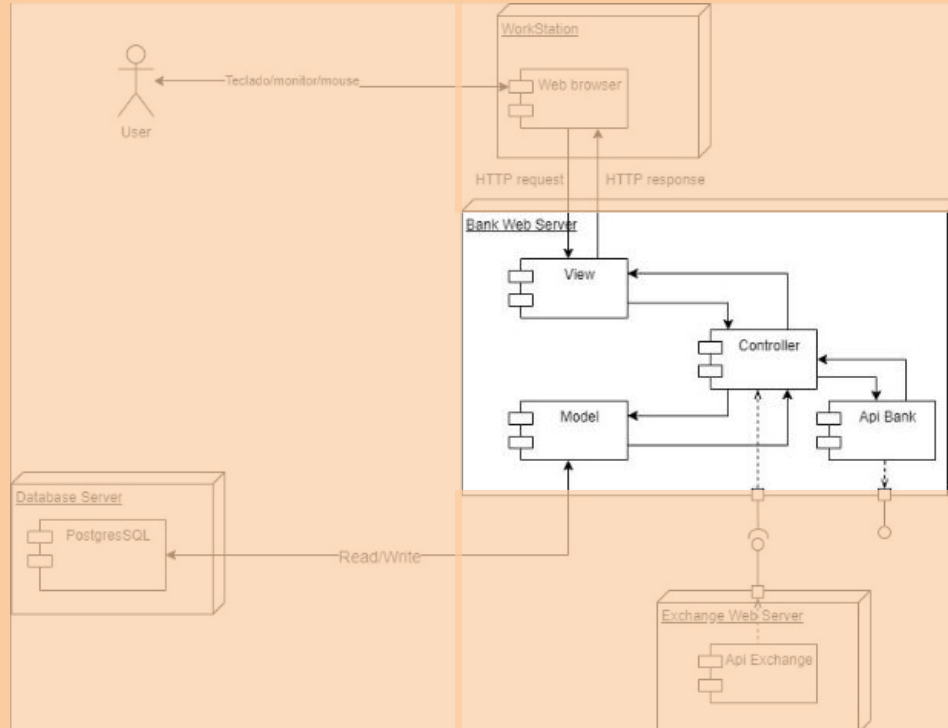 WorkStation
Teclado/monitor/mouse
Web browser
User
HTTP request
HTTP response
Bank Web Server
View
Controller
Model
Api Bank
Database Server
PostgresSQL
Read/Write
Exchange Web Server
Api Exchange